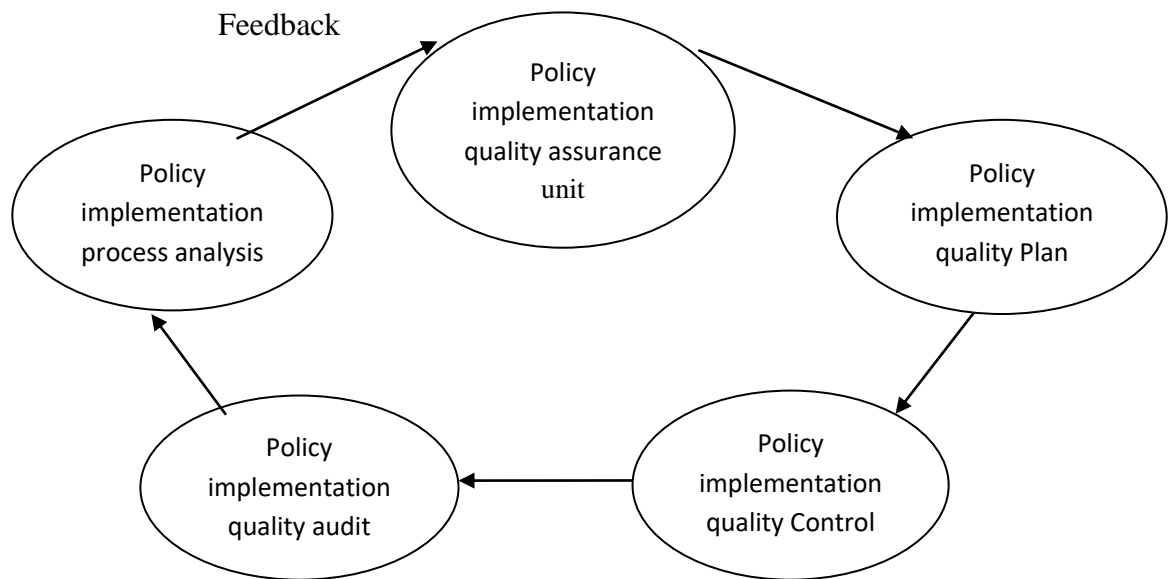 Feedback
Policy
implementation
quality assurance
unit
Policy
implementation
quality Plan
Policy
implementation
quality Control
Policy
implementation
quality audit
Policy
implementation
process analysis